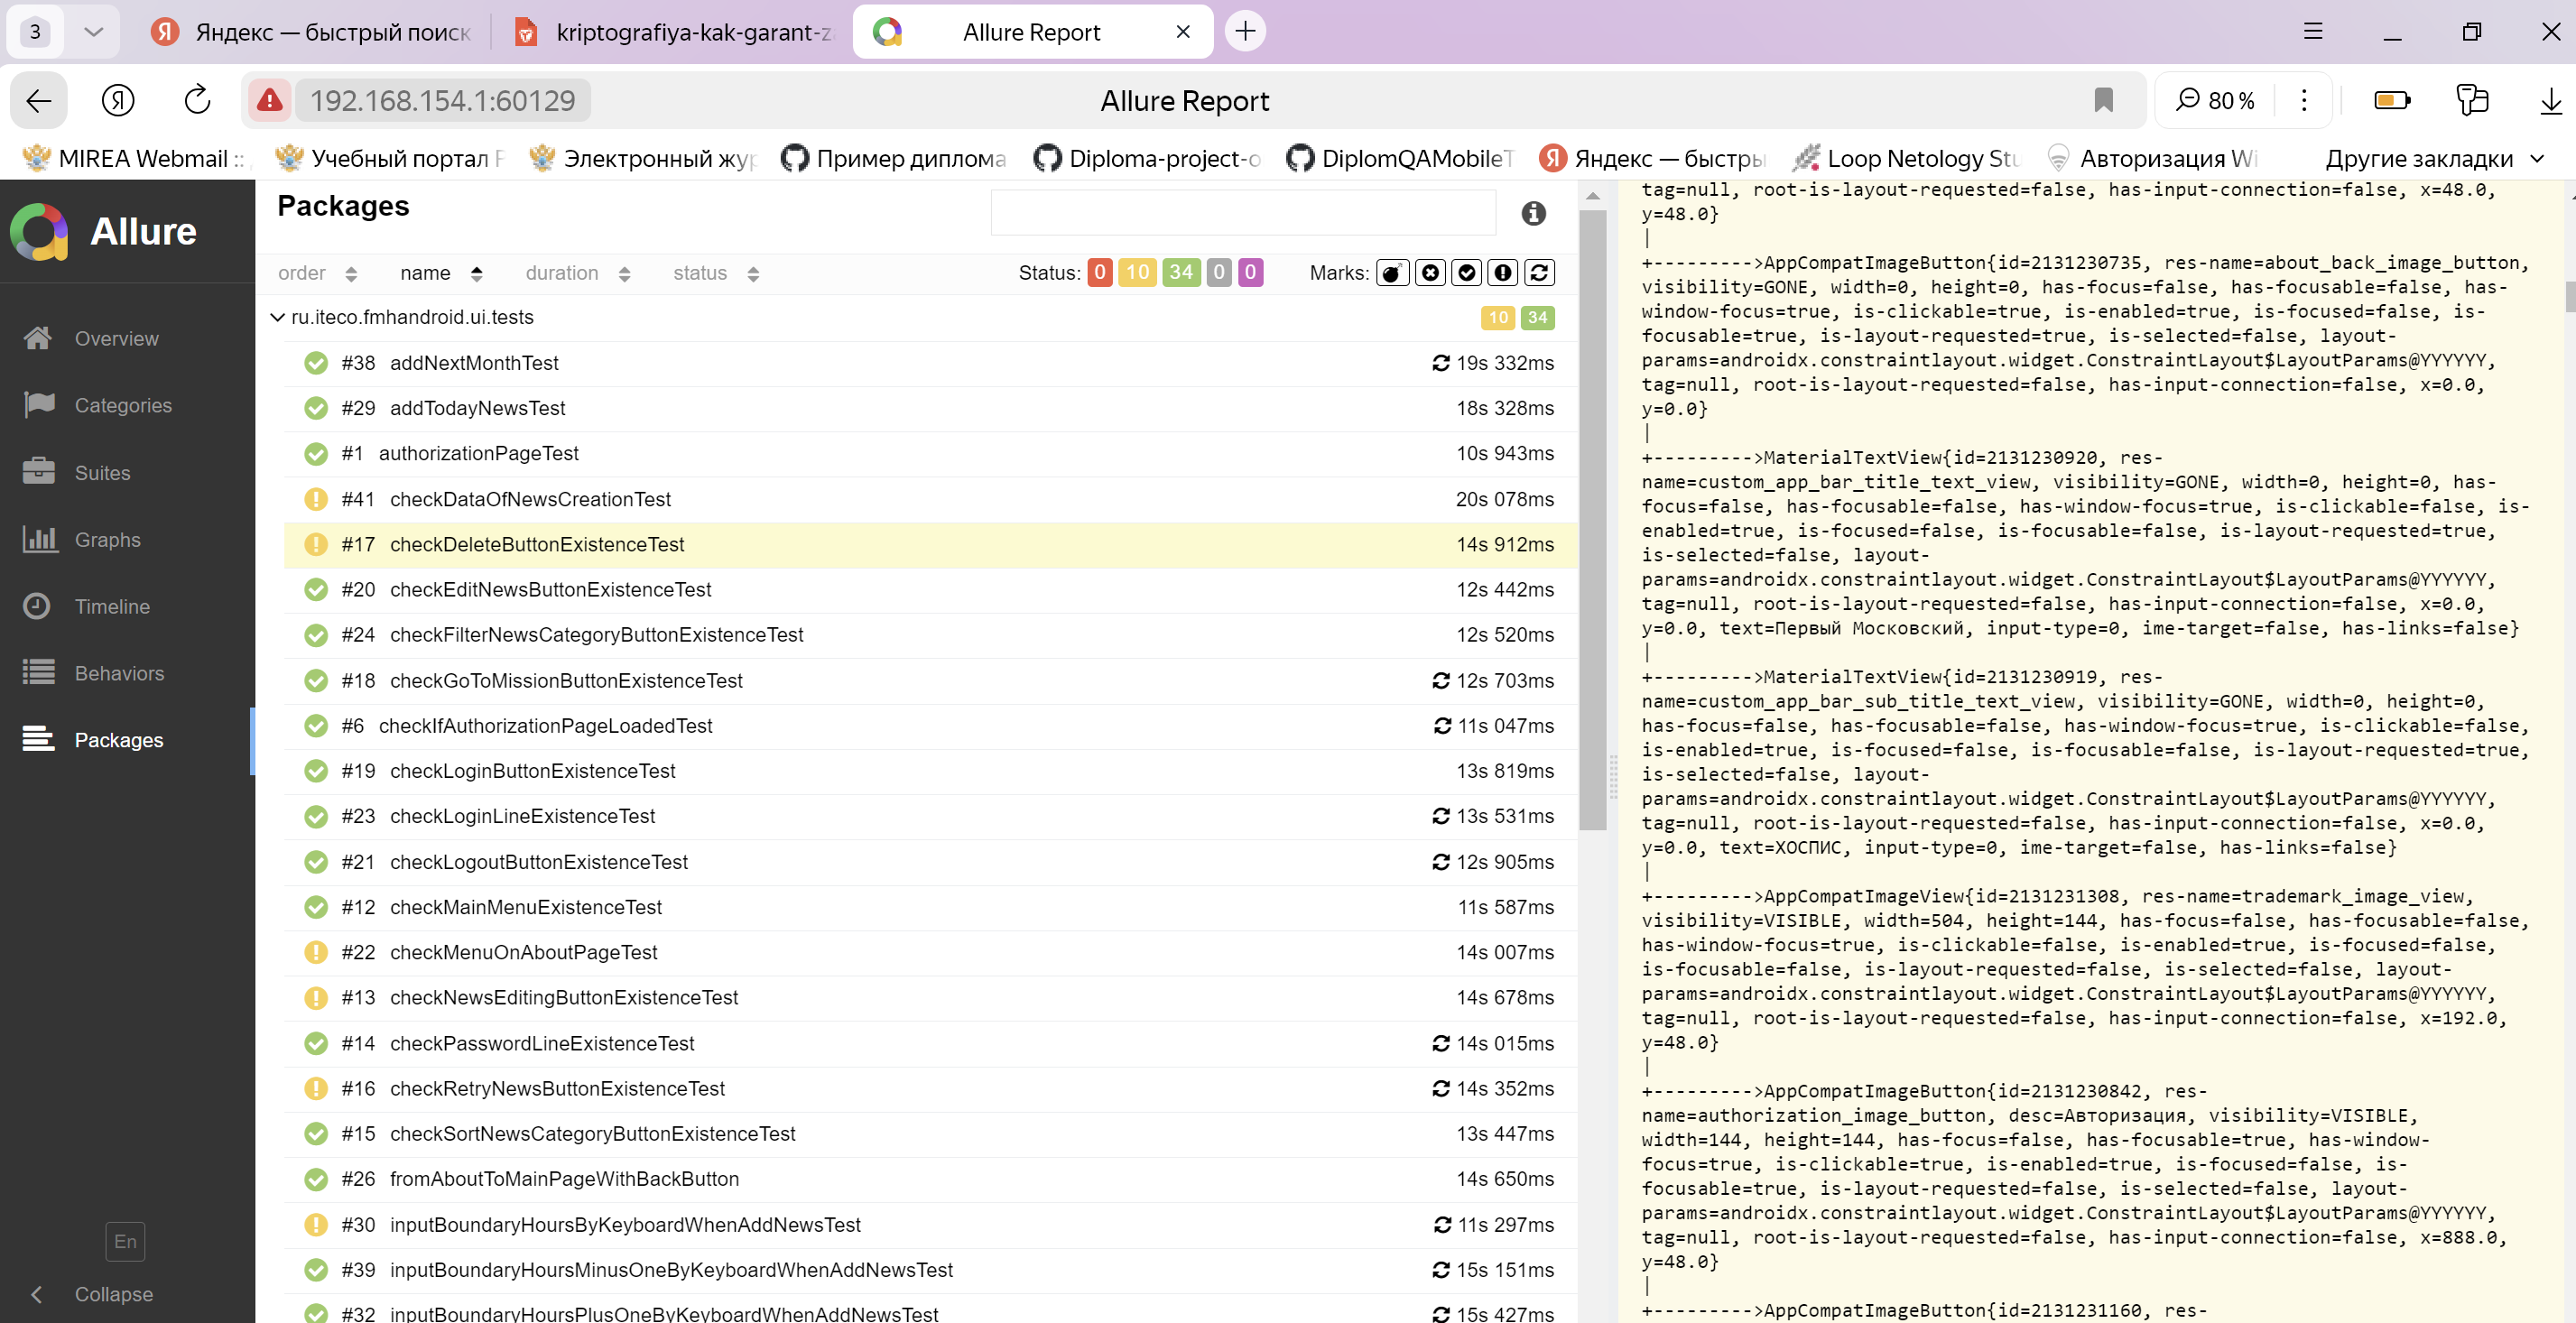 3
Яндекс — быстрый поиск
kriptografiya-kak-garant-z
Allure Report
192.168.154.1:60129
Allure Report
80 %
MIREA Webmail ::
Учебный портал
Электронный жур
Пример диплома
Diploma-project-o
DiplomQAMobileT
Яндекс — быстры
Loop Netology Stu
Авторизация Wi
Другие закладки
Allure
Overview
Categories
Suites
Graphs
Timeline
Behaviors
Packages
En
Collapse
Packages
order name duration status
Status: 0 10 34 0 0 Marks:
ru.iteco.fmhandroid.ui.tests 10 34
#38 addNextMonthTest 19s 332ms
#29 addTodayNewsTest 18s 328ms
#1 authorizationPageTest 10s 943ms
#41 checkDataOfNewsCreationTest 20s 078ms
#17 checkDeleteButtonExistenceTest 14s 912ms
#20 checkEditNewsButtonExistenceTest 12s 442ms
#24 checkFilterNewsCategoryButtonExistenceTest 12s 520ms
#18 checkGoToMissionButtonExistenceTest 12s 703ms
#6 checkIfAuthorizationPageLoadedTest 11s 047ms
#19 checkLoginButtonExistenceTest 13s 819ms
#23 checkLoginLineExistenceTest 13s 531ms
#21 checkLogoutButtonExistenceTest 12s 905ms
#12 checkMainMenuExistenceTest 11s 587ms
#22 checkMenuOnAboutPageTest 14s 007ms
#13 checkNewsEditingButtonExistenceTest 14s 678ms
#14 checkPasswordLineExistenceTest 14s 015ms
#16 checkRetryNewsButtonExistenceTest 14s 352ms
#15 checkSortNewsCategoryButtonExistenceTest 13s 447ms
#26 fromAboutToMainPageWithBackButton 14s 650ms
#30 inputBoundaryHoursByKeyboardWhenAddNewsTest 11s 297ms
#39 inputBoundaryHoursMinusOneByKeyboardWhenAddNewsTest 15s 151ms
#32 inputBoundaryHoursPlusOneByKeyboardWhenAddNewsTest 15s 427ms
tag=null, root-is-layout-requested=false, has-input-connection=false, x=48.0,
y=48.0}
|
+--------->AppCompatImageButton{id=2131230735, res-name=about_back_image_button,
visibility=GONE, width=0, height=0, has-focus=false, has-focusable=false, has-
window-focus=true, is-clickable=true, is-enabled=true, is-focused=false, is-
focusable=true, is-layout-requested=true, is-selected=false, layout-
params=androidx.constraintlayout.widget.ConstraintLayout$LayoutParams@YYYYYY,
tag=null, root-is-layout-requested=false, has-input-connection=false, x=0.0,
y=0.0}
|
+--------->MaterialTextView{id=2131230920, res-
name=custom_app_bar_title_text_view, visibility=GONE, width=0, height=0, has-
focus=false, has-focusable=false, has-window-focus=true, is-clickable=false, is-
enabled=true, is-focused=false, is-focusable=false, is-layout-requested=true,
is-selected=false, layout-
params=androidx.constraintlayout.widget.ConstraintLayout$LayoutParams@YYYYYY,
tag=null, root-is-layout-requested=false, has-input-connection=false, x=0.0,
y=0.0, text=Первый Московский, input-type=0, ime-target=false, has-links=false}
|
+--------->MaterialTextView{id=2131230919, res-
name=custom_app_bar_sub_title_text_view, visibility=GONE, width=0, height=0,
has-focus=false, has-focusable=false, has-window-focus=true, is-clickable=false,
is-enabled=true, is-focused=false, is-focusable=false, is-layout-requested=true,
is-selected=false, layout-
params=androidx.constraintlayout.widget.ConstraintLayout$LayoutParams@YYYYYY,
tag=null, root-is-layout-requested=false, has-input-connection=false, x=0.0,
y=0.0, text=ХОСПИС, input-type=0, ime-target=false, has-links=false}
|
+--------->AppCompatImageView{id=2131231308, res-name=trademark_image_view,
visibility=VISIBLE, width=504, height=144, has-focus=false, has-focusable=false,
has-window-focus=true, is-clickable=false, is-enabled=true, is-focused=false,
is-focusable=false, is-layout-requested=false, is-selected=false, layout-
params=androidx.constraintlayout.widget.ConstraintLayout$LayoutParams@YYYYYY,
tag=null, root-is-layout-requested=false, has-input-connection=false, x=192.0,
y=48.0}
|
+--------->AppCompatImageButton{id=2131230842, res-
name=authorization_image_button, desc=Авторизация, visibility=VISIBLE,
width=144, height=144, has-focus=false, has-focusable=true, has-window-
focus=true, is-clickable=true, is-enabled=true, is-focused=false, is-
focusable=true, is-layout-requested=false, is-selected=false, layout-
params=androidx.constraintlayout.widget.ConstraintLayout$LayoutParams@YYYYYY,
tag=null, root-is-layout-requested=false, has-input-connection=false, x=888.0,
y=48.0}
|
+--------->AppCompatImageButton{id=2131231160, res-